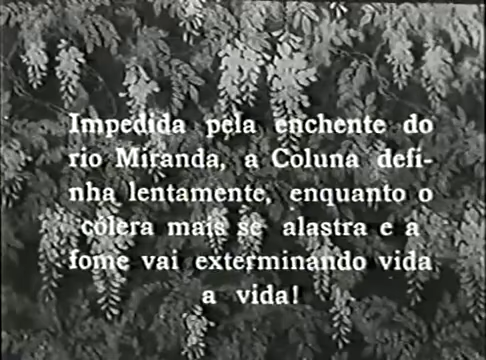 Impedida pela enchente do
rio Miranda, a Coluna defi-
nha lentamente, enquanto o
cólera mais se alastra e a
fome vai exterminando vida
a vida!